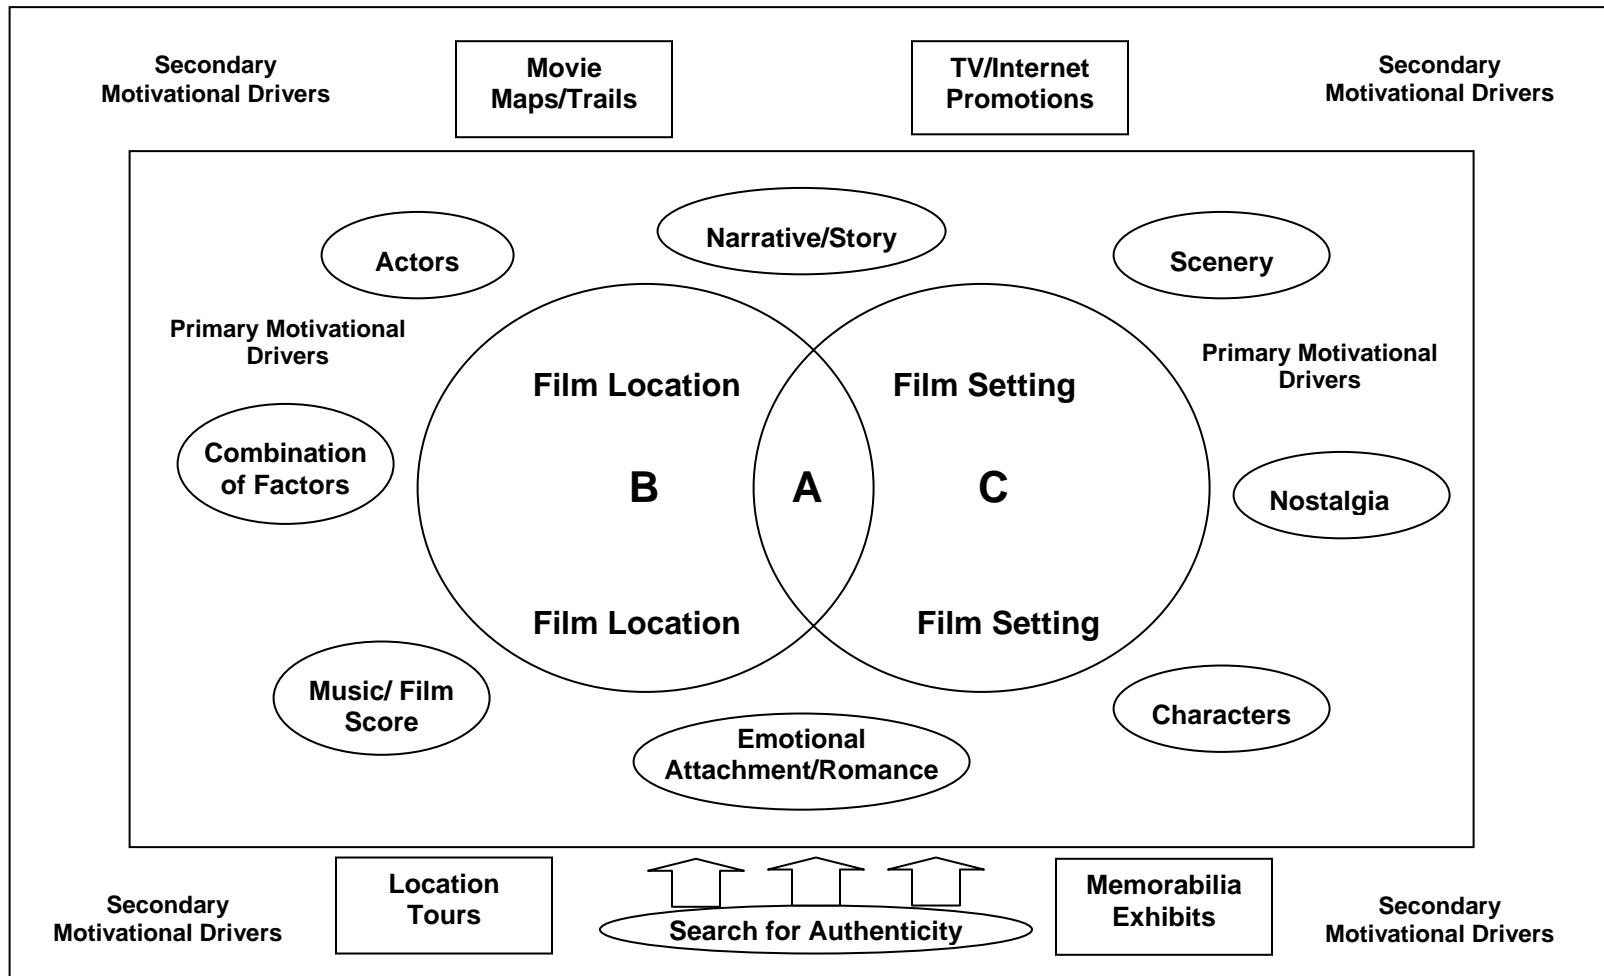 Secondary
Motivational Drivers
Movie
Maps/Trails
TV/Internet
Promotions
Secondary
Motivational Drivers
Actors
Narrative/Story
Scenery
Primary Motivational
Drivers
Primary Motivational
Drivers
Film Location
Film Setting
Combination
of Factors
B
A
C
Nostalgia
Film Location
Film Setting
Music/ Film
Score
Characters
Emotional
Attachment/Romance
Secondary
Motivational Drivers
Location
Tours
Search for Authenticity
Memorabilia
Exhibits
Secondary
Motivational Drivers